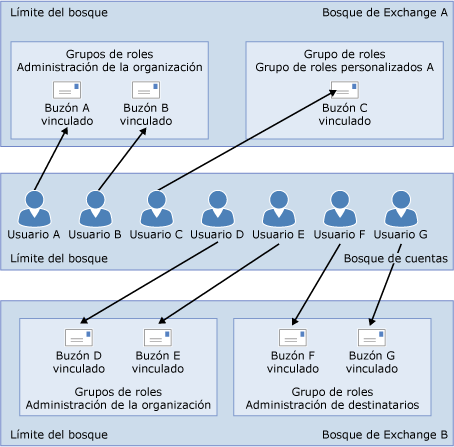 Límite del bosque
Bosque de Exchange A
Grupos de roles
Administración de la organización
Buzón A
vinculado
Buzón B
vinculado
Grupo de roles
Grupo de roles personalizados A
Buzón C
vinculado
Usuario A
Usuario B
Usuario C
Usuario D
Usuario E
Usuario F
Usuario G
Límite del bosque
Bosque de cuentas
Buzón D
vinculado
Buzón E
vinculado
Grupos de roles
Administración de la organización
Buzón F
vinculado
Buzón G
vinculado
Grupo de roles
Administración de destinatarios
Límite del bosque
Bosque de Exchange B